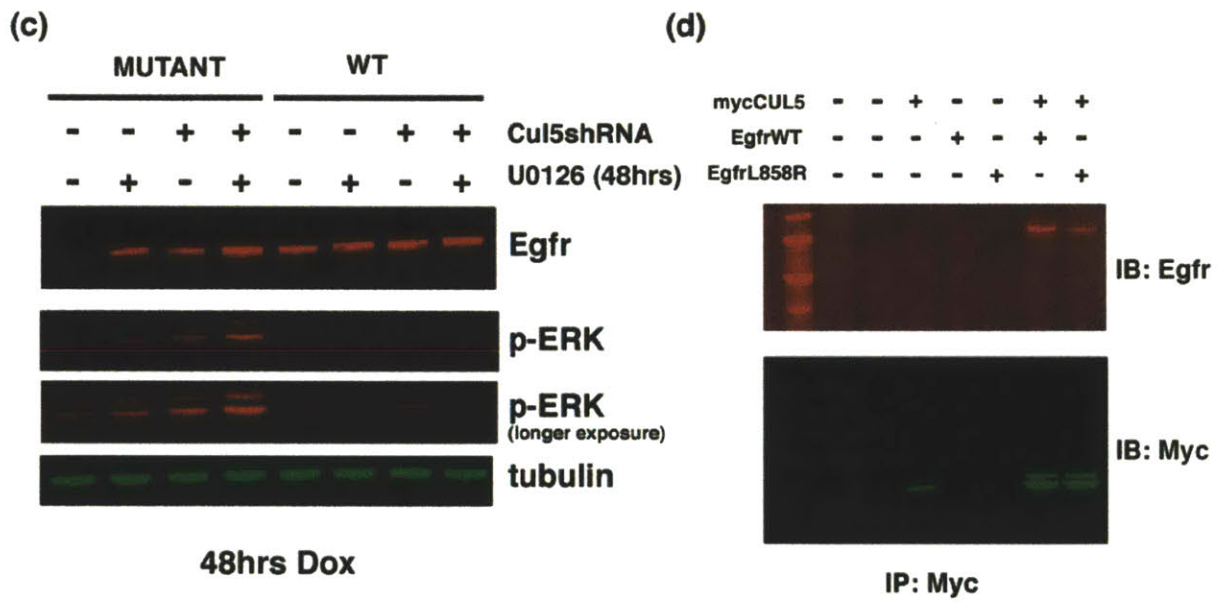 (c)
MUTANT WT
- - + + - - + + Cul5shRNA
- + - + - + - + U0126 (48hrs)
Egfr
p-ERK
p-ERK
(longer exposure)
tubulin
48hrs Dox
(d)
mycCUL5 - - + - - + +
EgfrWT - - - + - + -
EgfrL858R - - - - + - +
IB: Egfr
IB: Myc
IP: Myc